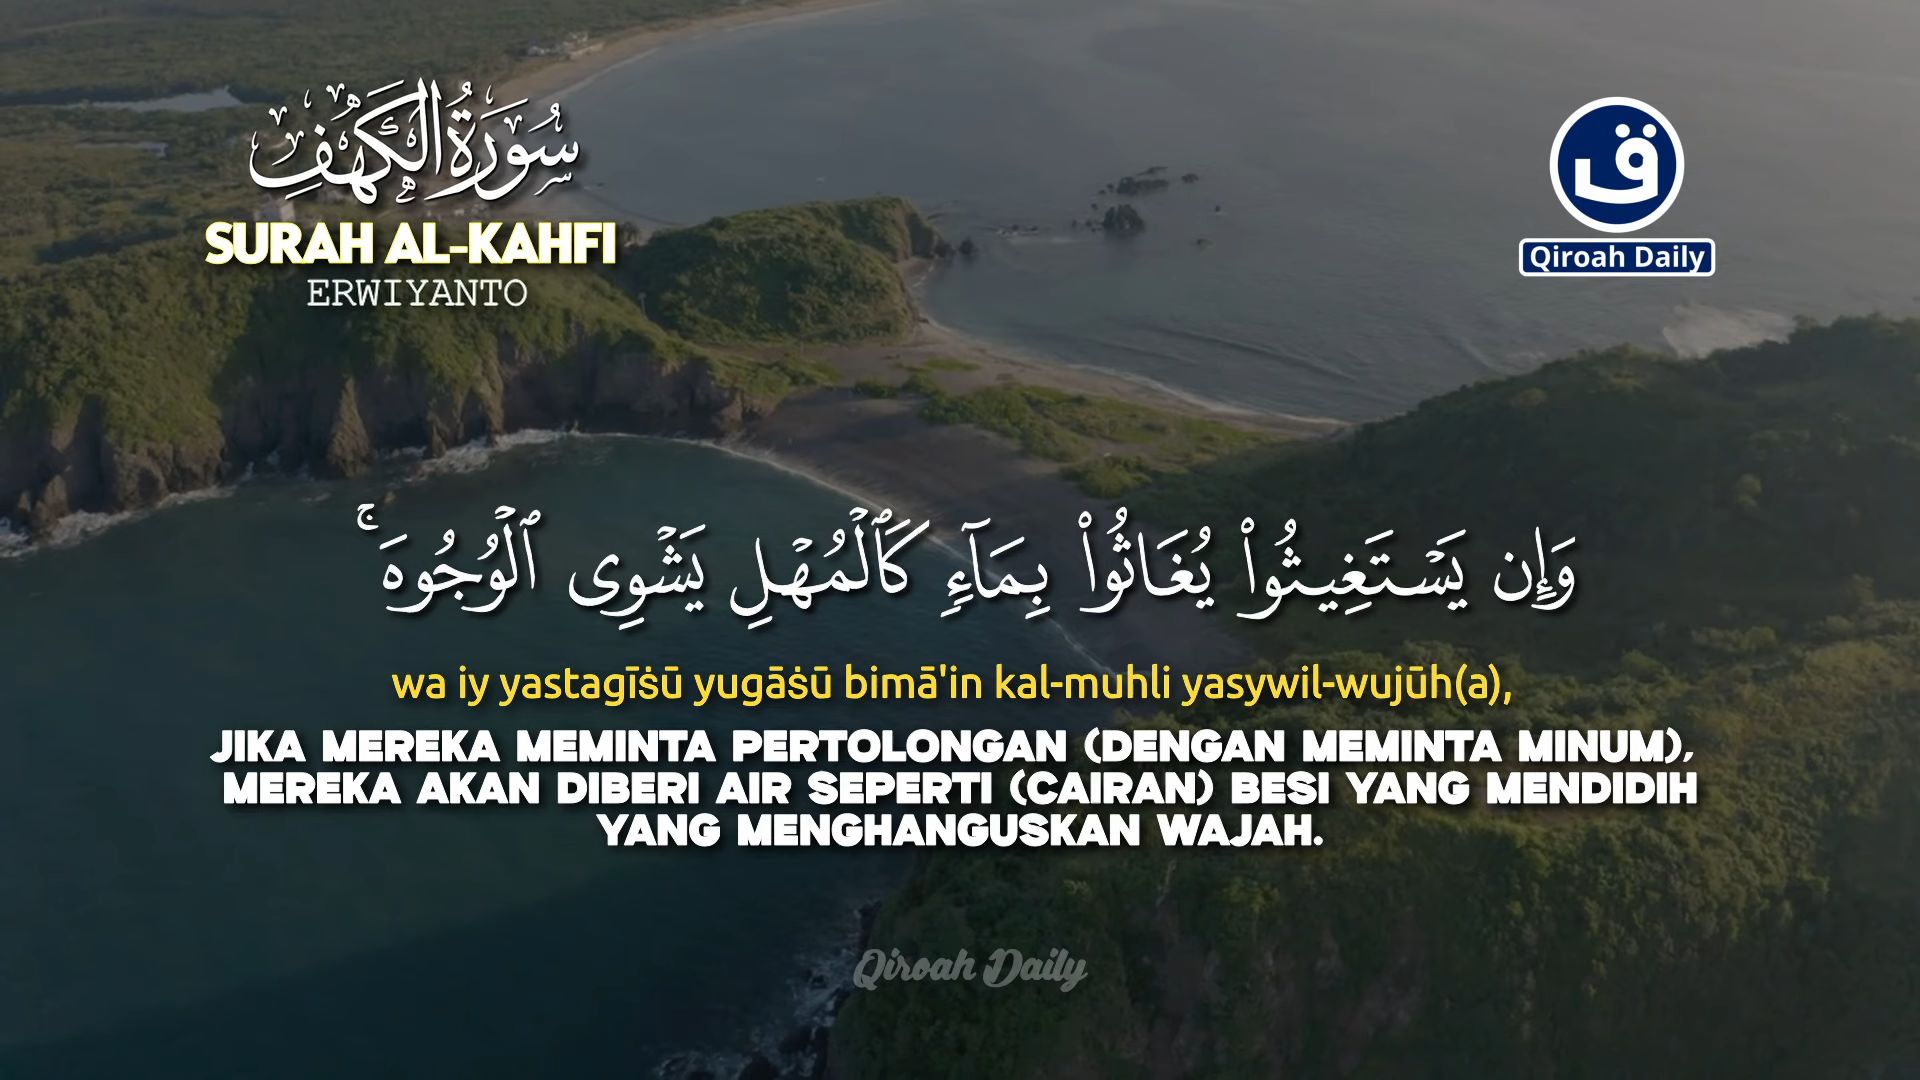 سُورَةُ الْكَهْفِ
SURAH AL-KAHFI
ERWIYANTO
ق
Qiroah Daily
وَإِن يَسْتَغِيثُوا۟ يُغَاثُوا۟ بِمَآءٍ كَٱلْمُهْلِ يَشْوِى ٱلْوُجُوهَ ۚ
wa iy yastagīṡū yugāṡū bimā'in kal-muhli yasywil-wujūh(a),
JIKA MEREKA MEMINTA PERTOLONGAN (DENGAN MEMINTA MINUM),
MEREKA AKAN DIBERI AIR SEPERTI (CAIRAN) BESI YANG MENDIDIH
YANG MENGHANGUSKAN WAJAH.
Qiroah Daily